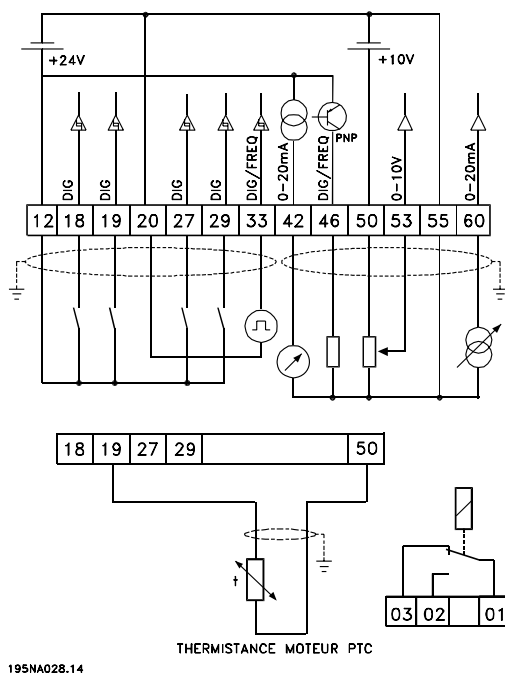 +24V
+10V
PNP
DIG
DIG
DIG
DIG
DIG/FREQ
0-20mA
DIG/FREQ
0-10V
0-20mA
12 18 19 20 27 29 33 42 46 50 53 55 60
18 19 27 29 50
t
03 02 01
THERMISTANCE MOTEUR PTC
195NA028.14